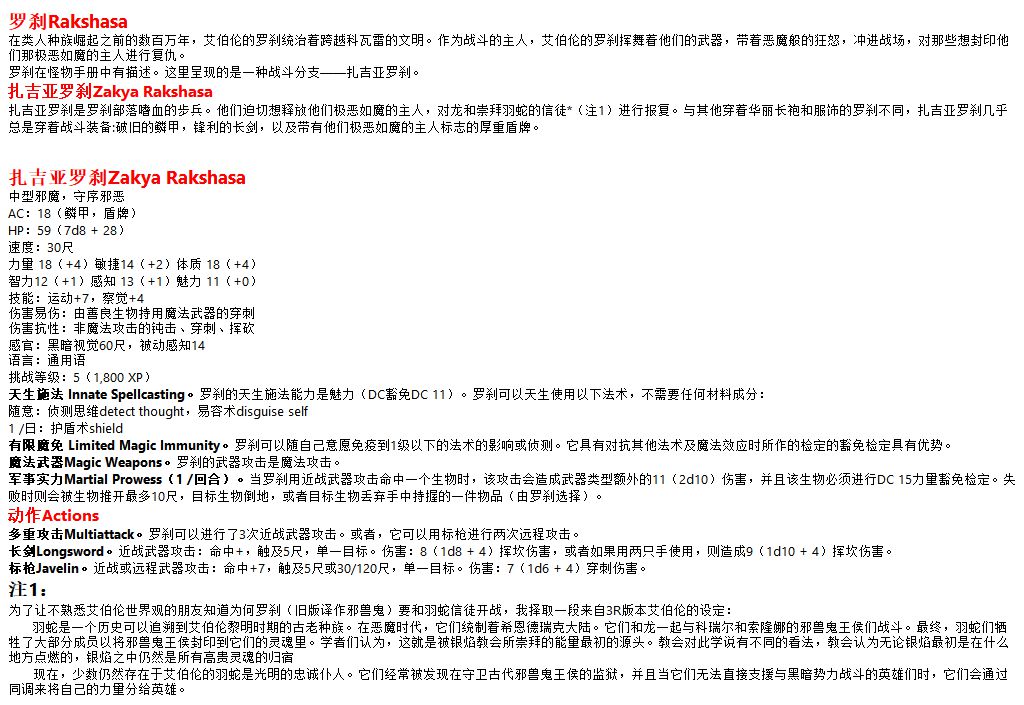 罗刹Rakshasa
在类人种族崛起之前的数百万年，艾伯伦的罗刹统治着跨越科瓦雷的文明。作为战斗的主人，艾伯伦的罗刹挥舞着他们的武器，带着恶魔般的狂怒，冲进战场，对那些想封印他
们那极恶如魔的主人进行复仇。
罗刹在怪物手册中有描述。这里呈现的是一种战斗分支——扎吉亚罗刹。
扎吉亚罗刹Zakya Rakshasa
扎吉亚罗刹是罗刹部落嗜血的步兵。他们迫切想释放他们极恶如魔的主人，对龙和崇拜羽蛇的信徒*（注1）进行报复。与其他穿着华丽长袍和服饰的罗刹不同，扎吉亚罗刹几乎
总是穿着战斗装备:破旧的鳞甲，锋利的长剑，以及带有他们极恶如魔的主人标志的厚重盾牌。
扎吉亚罗刹Zakya Rakshasa
中型邪魔，守序邪恶
AC：18（鳞甲，盾牌）
HP：59（7d8 + 28）
速度：30尺
力量 18（+4）敏捷14（+2）体质 18（+4）
智力12（+1）感知 13（+1）魅力 11（+0）
技能：运动+7，察觉+4
伤害易伤：由善良生物持用魔法武器的穿刺
伤害抗性：非魔法攻击的钝击、穿刺、挥砍
感官：黑暗视觉60尺，被动感知14
语言：通用语
挑战等级：5（1,800 XP）
天生施法 Innate Spellcasting。罗刹的天生施法能力是魅力（DC豁免DC 11）。罗刹可以天生使用以下法术，不需要任何材料成分：
随意：侦测思维detect thought，易容术disguise self
1 /日：护盾术shield
有限魔免 Limited Magic Immunity。罗刹可以随自己意愿免疫到1级以下的法术的影响或侦测。它具有对抗其他法术及魔法效应时所作的检定的豁免检定具有优势。
魔法武器Magic Weapons。罗刹的武器攻击是魔法攻击。
军事实力Martial Prowess（1 /回合）。当罗刹用近战武器攻击命中一个生物时，该攻击会造成武器类型额外的11（2d10）伤害，并且该生物必须进行DC 15力量豁免检定。失
败时则会被生物推开最多10尺，目标生物倒地，或者目标生物丢弃手中持握的一件物品（由罗刹选择）。
动作Actions
多重攻击Multiattack。罗刹可以进行了3次近战武器攻击。或者，它可以用标枪进行两次远程攻击。
长剑Longsword。近战武器攻击：命中+，触及5尺，单一目标。伤害：8（1d8 + 4）挥坎伤害，或者如果用两只手使用，则造成9（1d10 + 4）挥坎伤害。
标枪Javelin。近战或远程武器攻击：命中+7，触及5尺或30/120尺，单一目标。伤害：7（1d6 + 4）穿刺伤害。
注1：
为了让不熟悉艾伯伦世界观的朋友知道为何罗刹（旧版译作邪兽鬼）要和羽蛇信徒开战，我择取一段来自3R版本艾伯伦的设定：
羽蛇是一个历史可以追溯到艾伯伦黎明时期的古老种族。在恶魔时代，它们统制着希恩德瑞克大陆。它们和龙一起与科瑞尔和索隆娜的邪兽鬼王侯们战斗。最终，羽蛇们牺
牲了大部分成员以将邪兽鬼王侯封印到它们的灵魂里。学者们认为，这就是被银焰教会所崇拜的能量最初的源头。教会对此学说有不同的看法，教会认为无论银焰最初是在什么
地方点燃的，银焰之中仍然是所有高贵灵魂的归宿
现在，少数仍然存在于艾伯伦的羽蛇是光明的忠诚仆人。它们经常被发现在守卫古代邪兽鬼王侯的监狱，并且当它们无法直接支援与黑暗势力战斗的英雄们时，它们会通过
同调来将自己的力量分给英雄。